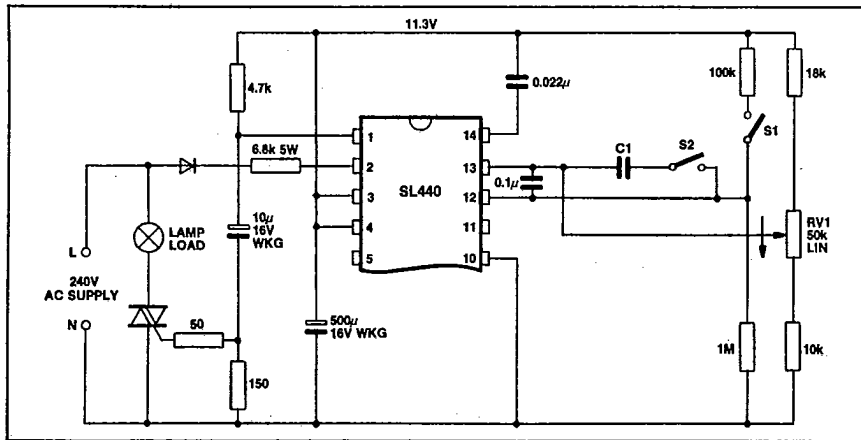 11.3V
4.7k
0.022µ
100k
18k
S1
6.8k 5W
1
2
3
4
5
SL440
14
13
12
11
10
C1
S2
0.1µ
RV1
50k
LIN
10µ
16V
WKG
LAMP
LOAD
L
240V
AC SUPPLY
N
50
150
500µ
16V WKG
1M
10k